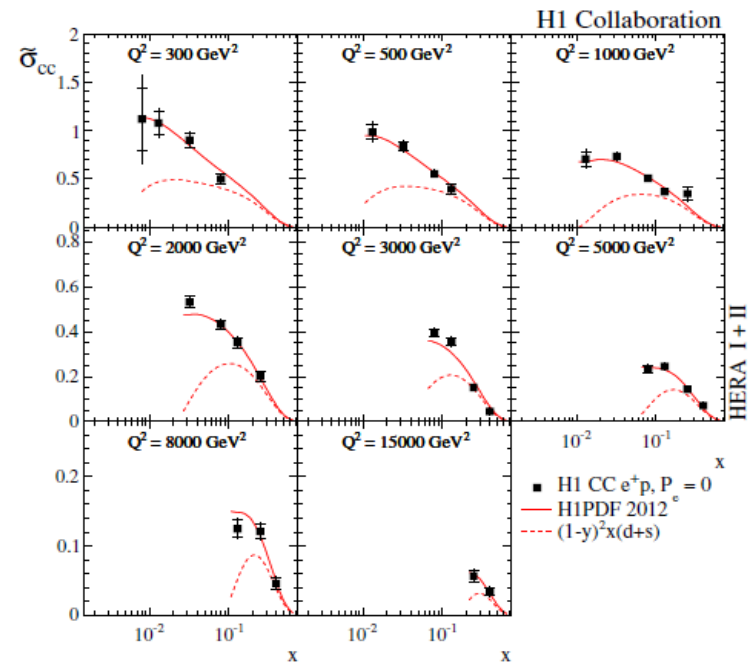 H1 Collaboration
σ̃cc
Q² = 300 GeV²
Q² = 500 GeV²
Q² = 1000 GeV²
2
1.5
1
0.5
0
Q² = 2000 GeV²
Q² = 3000 GeV²
Q² = 5000 GeV²
0.8
0.6
0.4
0.2
0
HERA I + II
Q² = 8000 GeV²
Q² = 15000 GeV²
10⁻² 10⁻¹
x
0.2
0.1
0
H1 CC e⁺p, Pₑ = 0
H1PDF 2012
(1-y)²x(d+s)
10⁻² 10⁻¹ 10⁻² 10⁻¹
x x